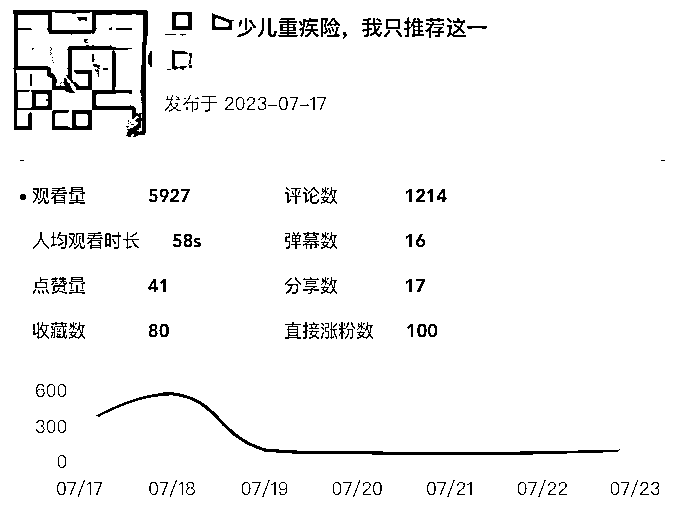 少儿重疾险，我只推荐这一
发布于 2023-07-17
观看量 5927 评论数 1214
人均观看时长 58s 弹幕数 16
点赞量 41 分享数 17
收藏数 80 直接涨粉数 100
600
300
0
07/17 07/18 07/19 07/20 07/21 07/22 07/23